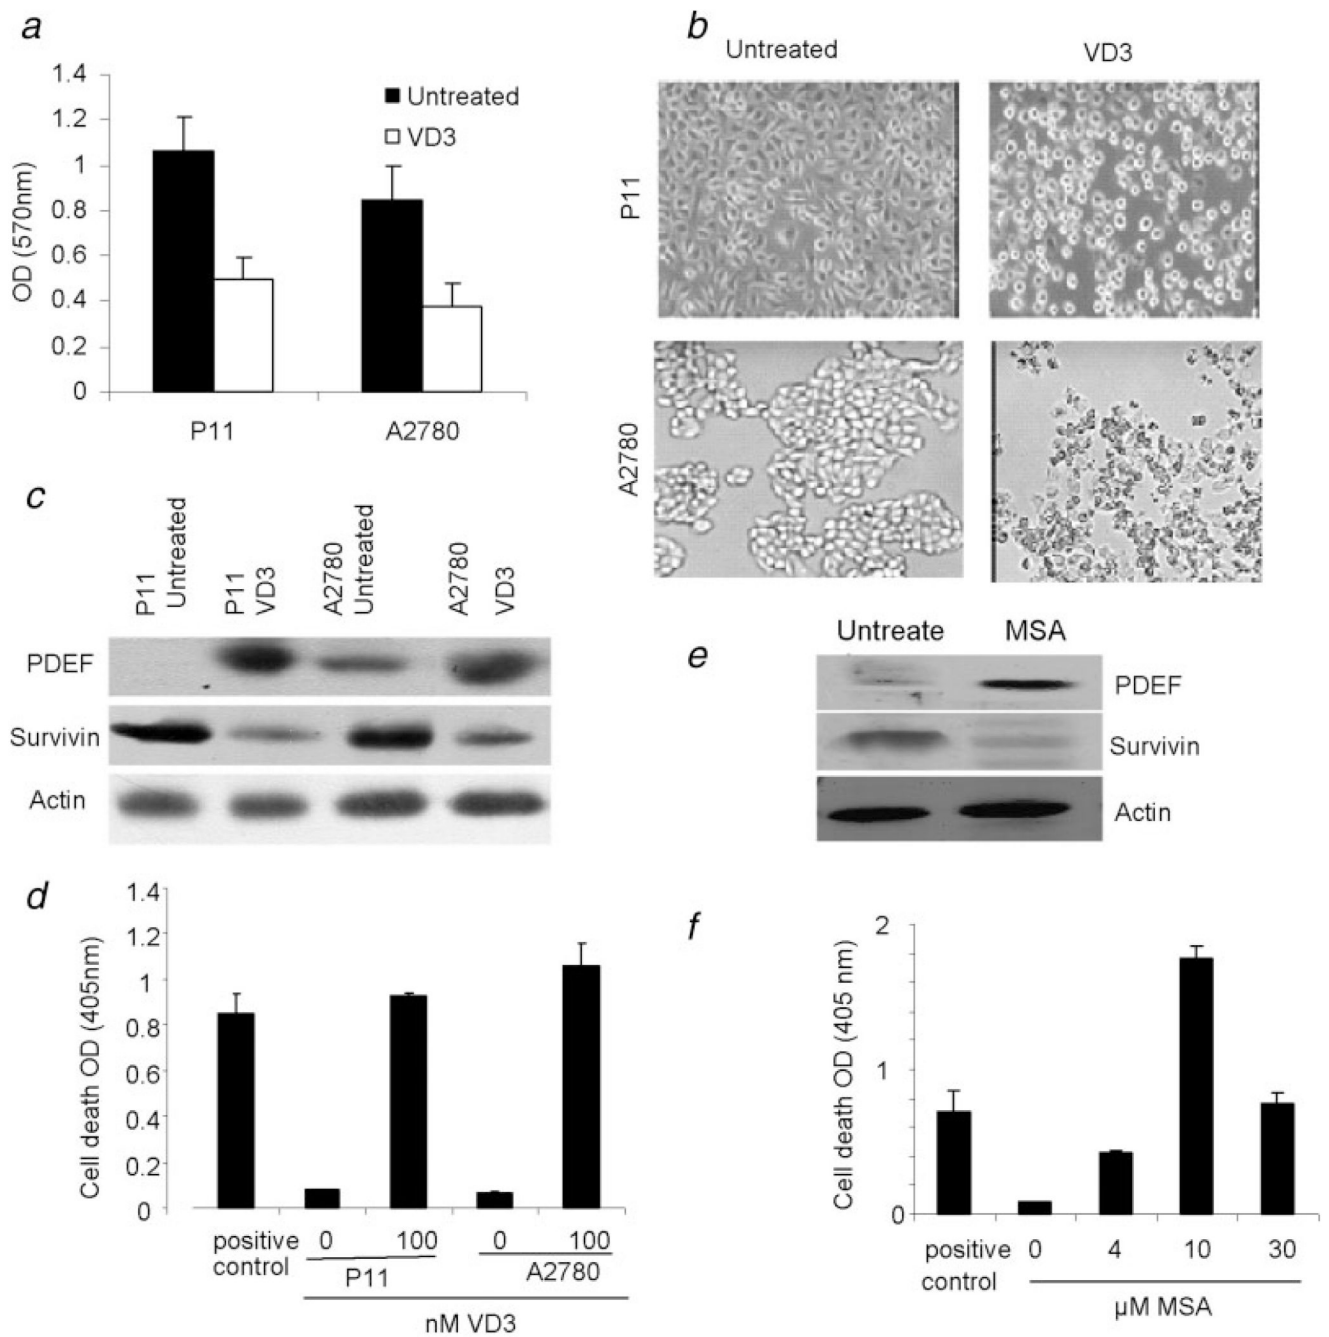 a
1.4
1.2
1
0.8
0.6
0.4
0.2
0
OD (570nm)
Untreated
VD3
P11
A2780
b
Untreated
VD3
P11
A2780
c
P11
Untreated
P11
VD3
A2780
Untreated
A2780
VD3
PDEF
Survivin
Actin
d
1.4
1.2
1
0.8
0.6
0.4
0.2
0
Cell death OD (405nm)
positive
control
0
100
0
100
P11
A2780
nM VD3
e
Untreate
MSA
PDEF
Survivin
Actin
f
2
1
0
Cell death OD (405 nm)
positive
control
0
4
10
30
µM MSA